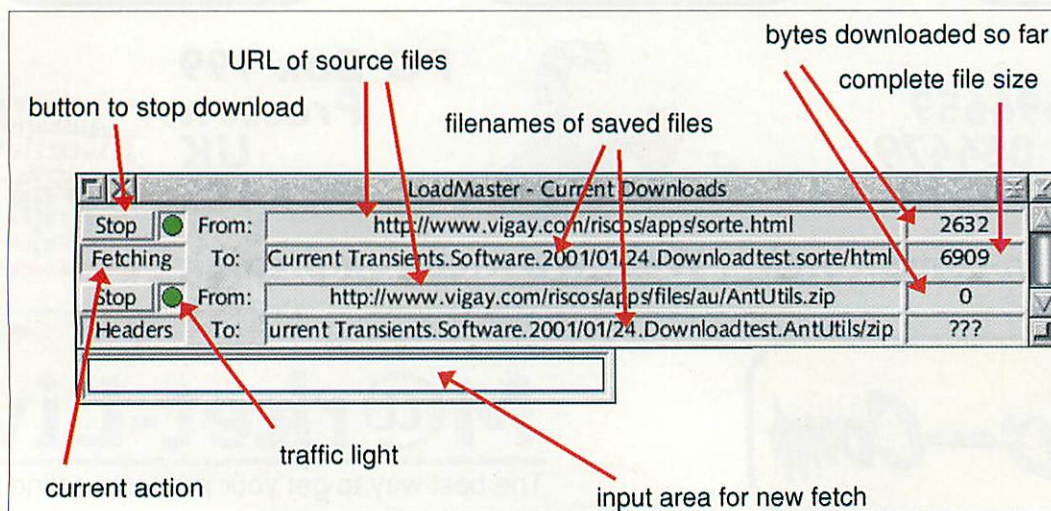 bytes downloaded so far
URL of source files
complete file size
button to stop download
filenames of saved files
LoadMaster - Current Downloads
Stop From: http://www.vigay.com/riscos/apps/sorte.html 2632
Fetching To: Current Transients.Software.2001/01/24.Downloadtest.sorte/html 6909
Stop From: http://www.vigay.com/riscos/apps/files/au/AntUtils.zip 0
Headers To: urrent Transients.Software.2001/01/24.Downloadtest.AntUtils/zip ???
traffic light
current action
input area for new fetch